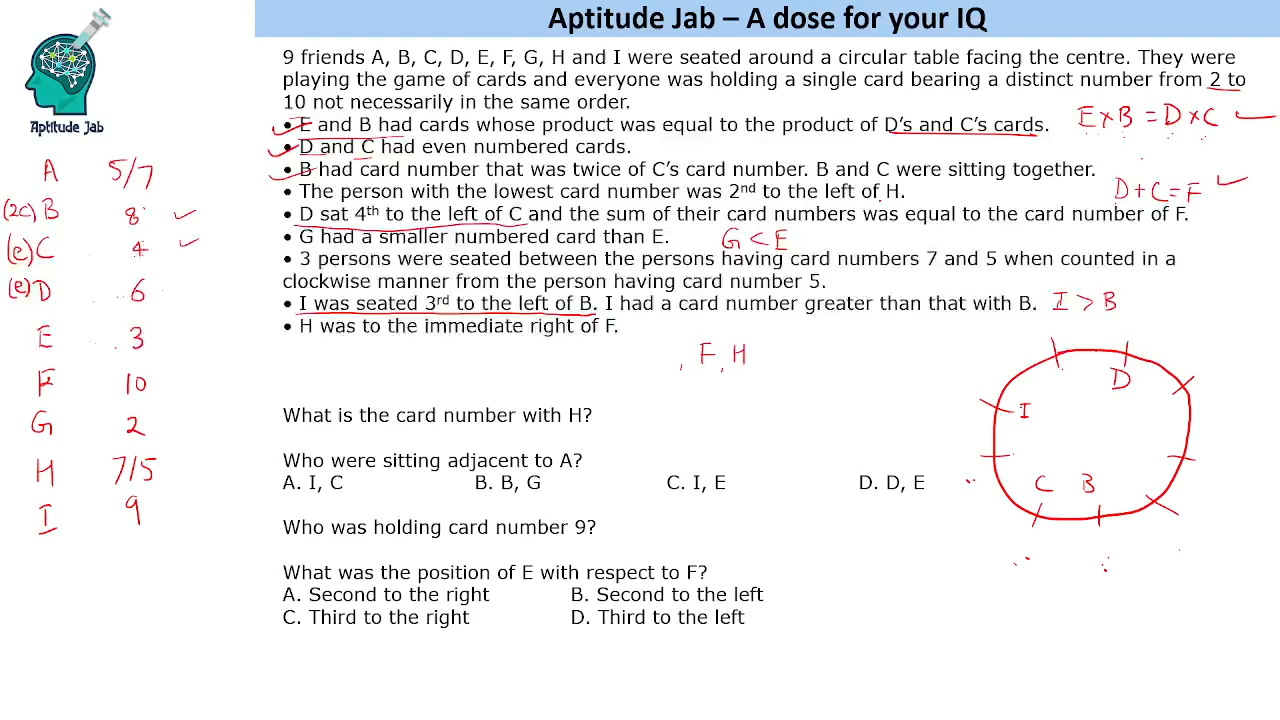 Aptitude Jab – A dose for your IQ
Aptitude Jab
9 friends A, B, C, D, E, F, G, H and I were seated around a circular table facing the centre. They were
playing the game of cards and everyone was holding a single card bearing a distinct number from 2 to
10 not necessarily in the same order.
• E and B had cards whose product was equal to the product of D's and C's cards.
E × B = D × C
• D and C had even numbered cards.
• B had card number that was twice of C's card number. B and C were sitting together.
• The person with the lowest card number was 2nd to the left of H.
D + C = F
• D sat 4th to the left of C and the sum of their card numbers was equal to the card number of F.
• G had a smaller numbered card than E.
G < E
• 3 persons were seated between the persons having card numbers 7 and 5 when counted in a
clockwise manner from the person having card number 5.
• I was seated 3rd to the left of B. I had a card number greater than that with B.
I > B
• H was to the immediate right of F.
, F, H
A 5/7
(2c) B 8
(e) C 4
(e) D 6
E 3
F 10
G 2
H 7/5
I 9
D
I
C B
What is the card number with H?
Who were sitting adjacent to A?
A. I, C B. B, G C. I, E D. D, E
Who was holding card number 9?
What was the position of E with respect to F?
A. Second to the right B. Second to the left
C. Third to the right D. Third to the left